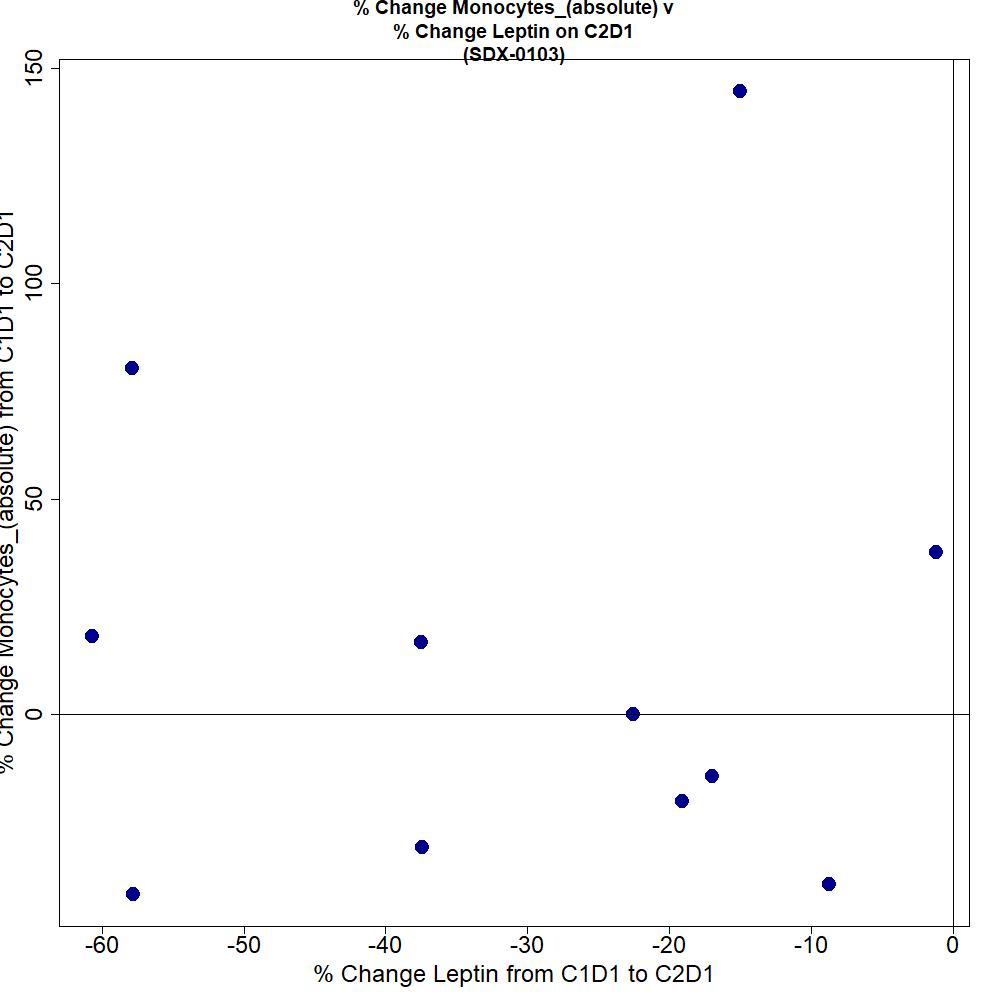 % Change Monocytes_(absolute) v
% Change Leptin on C2D1
(SDX-0103)
% Change Monocytes_(absolute) from C1D1 to C2D1
150
100
50
0
-60 -50 -40 -30 -20 -10 0
% Change Leptin from C1D1 to C2D1